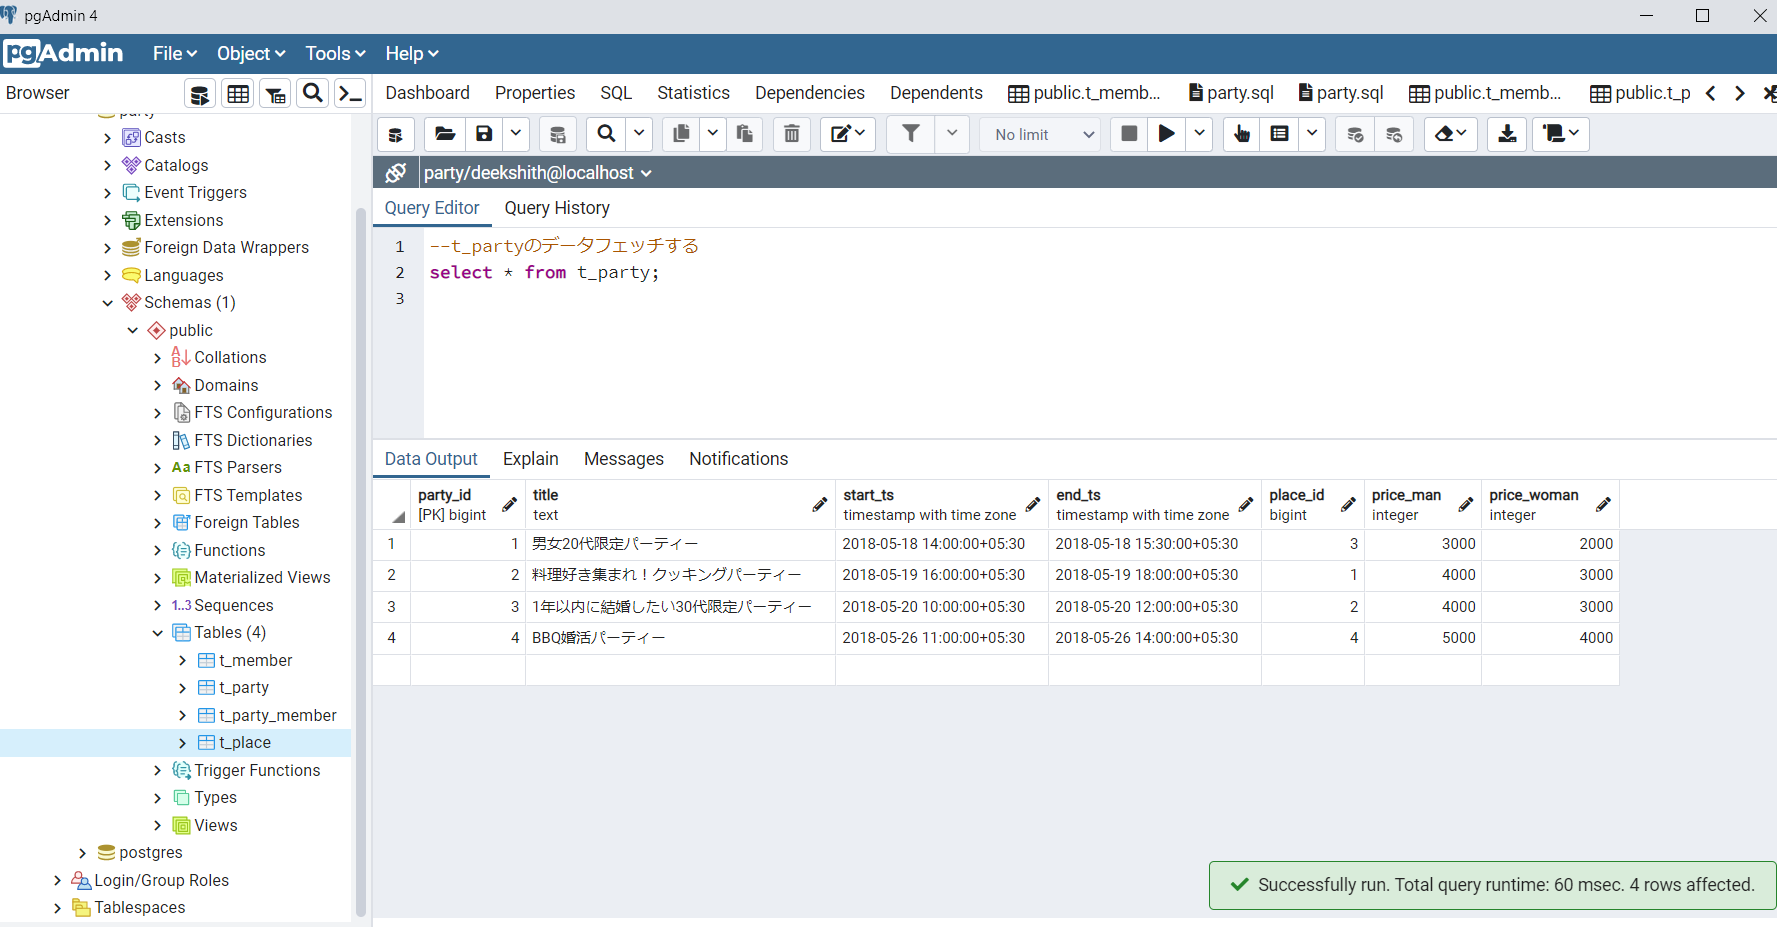 pgAdmin 4
pgAdmin File Object Tools Help
Browser
Dashboard Properties SQL Statistics Dependencies Dependents public.t_memb... party.sql party.sql public.t_memb... public.t_p
party
Casts
Catalogs
Event Triggers
Extensions
Foreign Data Wrappers
Languages
Schemas (1)
public
Collations
Domains
FTS Configurations
FTS Dictionaries
Aa FTS Parsers
FTS Templates
Foreign Tables
Functions
Materialized Views
1..3 Sequences
Tables (4)
t_member
t_party
t_party_member
t_place
Trigger Functions
Types
Views
postgres
Login/Group Roles
Tablespaces
No limit
party/deekshith@localhost
Query Editor Query History
1 --t_partyのデータフェッチする
2 select * from t_party;
3
Data Output Explain Messages Notifications
party_id title start_ts end_ts place_id price_man price_woman
[PK] bigint text timestamp with time zone timestamp with time zone bigint integer integer
1 1 男女20代限定パーティー 2018-05-18 14:00:00+05:30 2018-05-18 15:30:00+05:30 3 3000 2000
2 2 料理好き集まれ！クッキングパーティー 2018-05-19 16:00:00+05:30 2018-05-19 18:00:00+05:30 1 4000 3000
3 3 1年以内に結婚したい30代限定パーティー 2018-05-20 10:00:00+05:30 2018-05-20 12:00:00+05:30 2 4000 3000
4 4 BBQ婚活パーティー 2018-05-26 11:00:00+05:30 2018-05-26 14:00:00+05:30 4 5000 4000
Successfully run. Total query runtime: 60 msec. 4 rows affected.